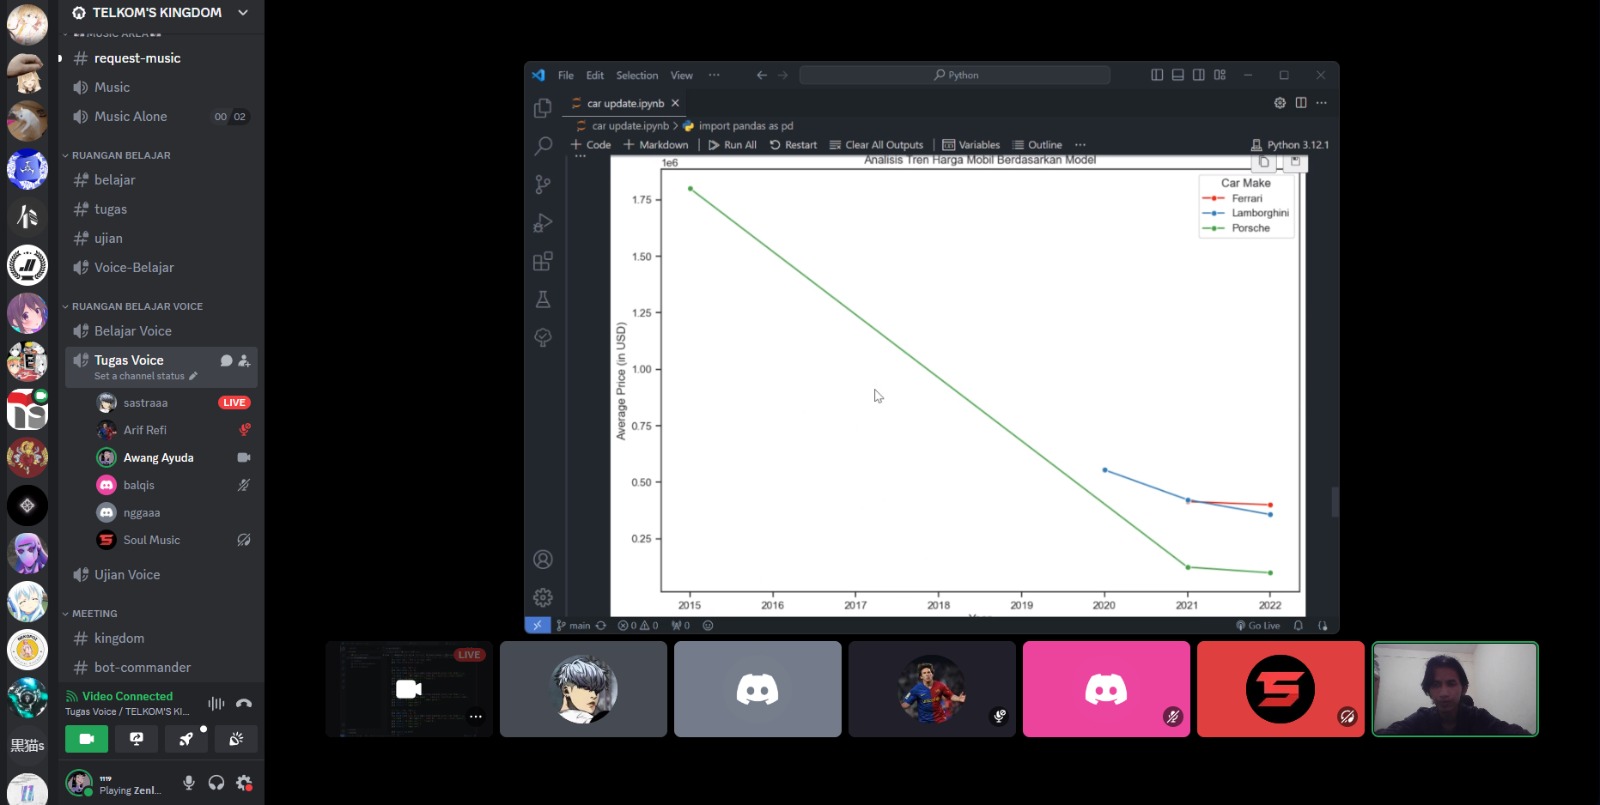 TELKOM'S KINGDOM
MUSIC AREA
request-music
Music
Music Alone 00 02
RUANGAN BELAJAR
belajar
tugas
ujian
Voice-Belajar
RUANGAN BELAJAR VOICE
Belajar Voice
Tugas Voice
Set a channel status
sastraaa LIVE
Arif Refi
Awang Ayuda
balqis
nggaaa
Soul Music
Ujian Voice
MEETING
kingdom
bot-commander
Video Connected
Tugas Voice / TELKOM'S KI...
黒猫s
1119
Playing Zenl...
File Edit Selection View ··· Python
car update.ipynb
car update.ipynb > import pandas as pd
+ Code + Markdown | Run All Restart Clear All Outputs | Variables Outline ··· Python 3.12.1
Analisis Tren Harga Mobil Berdasarkan Model
1e6
Car Make
Ferrari
Lamborghini
Porsche
1.75
1.50
1.25
1.00
0.75
0.50
0.25
Average Price (in USD)
2015 2016 2017 2018 2019 2020 2021 2022
main 0 0 0 Go Live
LIVE